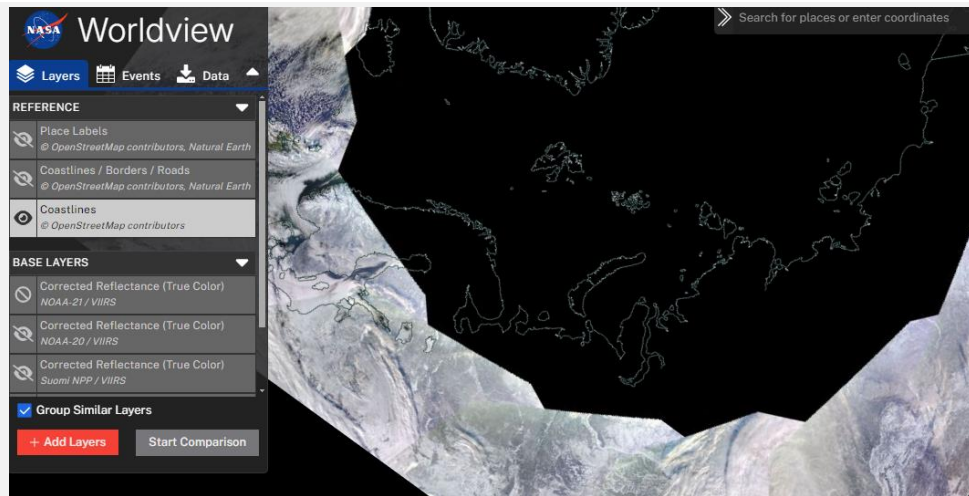 NASA
Worldview
Search for places or enter coordinates
Layers
Events
Data
REFERENCE
Place Labels
© OpenStreetMap contributors, Natural Earth
Coastlines / Borders / Roads
© OpenStreetMap contributors, Natural Earth
Coastlines
© OpenStreetMap contributors
BASE LAYERS
Corrected Reflectance (True Color)
NOAA-21 / VIIRS
Corrected Reflectance (True Color)
NOAA-20 / VIIRS
Corrected Reflectance (True Color)
Suomi NPP / VIIRS
Group Similar Layers
+ Add Layers
Start Comparison